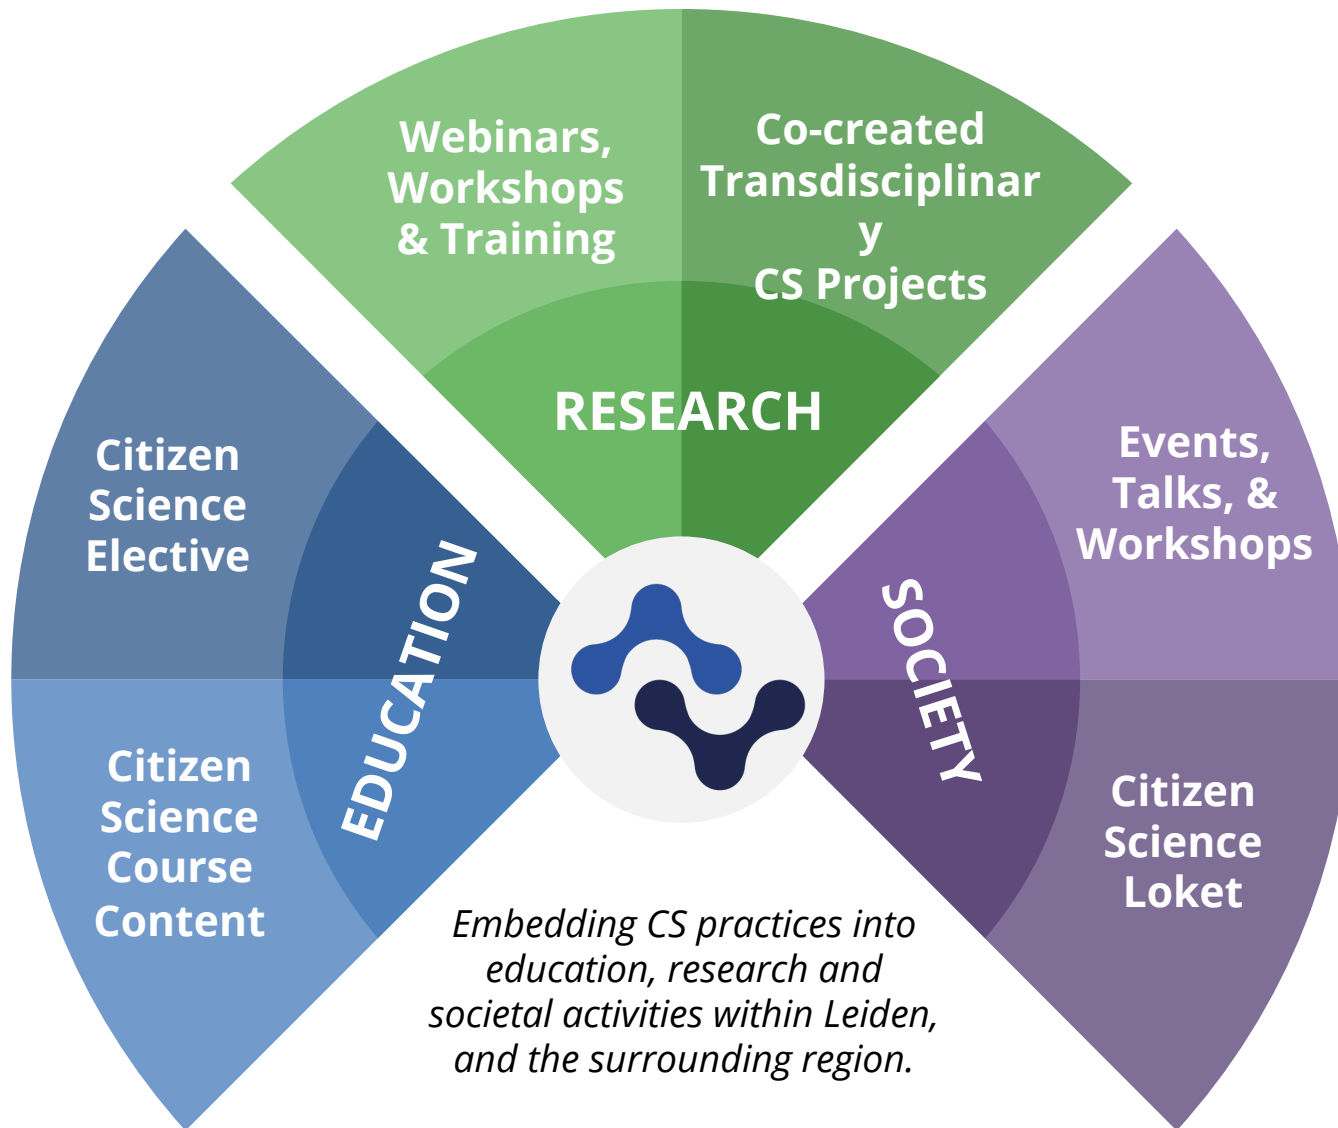 Webinars,
Workshops
& Training
Co-created
Transdisciplinar
y
CS Projects
RESEARCH
Citizen
Science
Elective
EDUCATION
Citizen
Science
Course
Content
Events,
Talks, &
Workshops
SOCIETY
Citizen
Science
Loket
Embedding CS practices into
education, research and
societal activities within Leiden,
and the surrounding region.